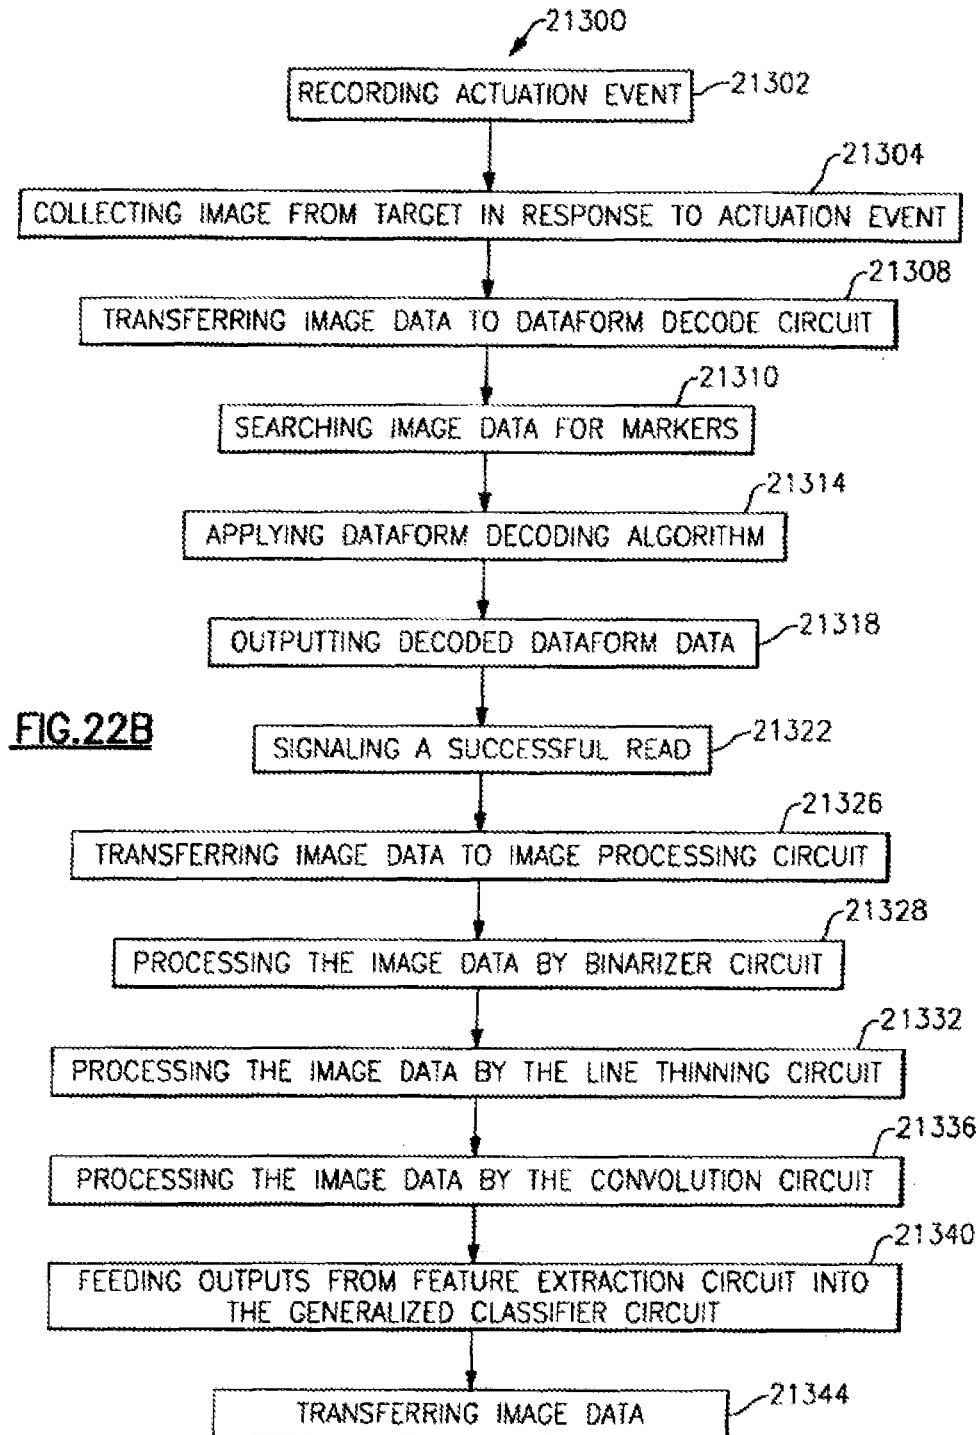 21300
RECORDING ACTUATION EVENT
21302
21304
COLLECTING IMAGE FROM TARGET IN RESPONSE TO ACTUATION EVENT
21308
TRANSFERRING IMAGE DATA TO DATAFORM DECODE CIRCUIT
21310
SEARCHING IMAGE DATA FOR MARKERS
21314
APPLYING DATAFORM DECODING ALGORITHM
21318
OUTPUTTING DECODED DATAFORM DATA
FIG.22B
21322
SIGNALING A SUCCESSFUL READ
21326
TRANSFERRING IMAGE DATA TO IMAGE PROCESSING CIRCUIT
21328
PROCESSING THE IMAGE DATA BY BINARIZER CIRCUIT
21332
PROCESSING THE IMAGE DATA BY THE LINE THINNING CIRCUIT
21336
PROCESSING THE IMAGE DATA BY THE CONVOLUTION CIRCUIT
21340
FEEDING OUTPUTS FROM FEATURE EXTRACTION CIRCUIT INTO
THE GENERALIZED CLASSIFIER CIRCUIT
21344
TRANSFERRING IMAGE DATA